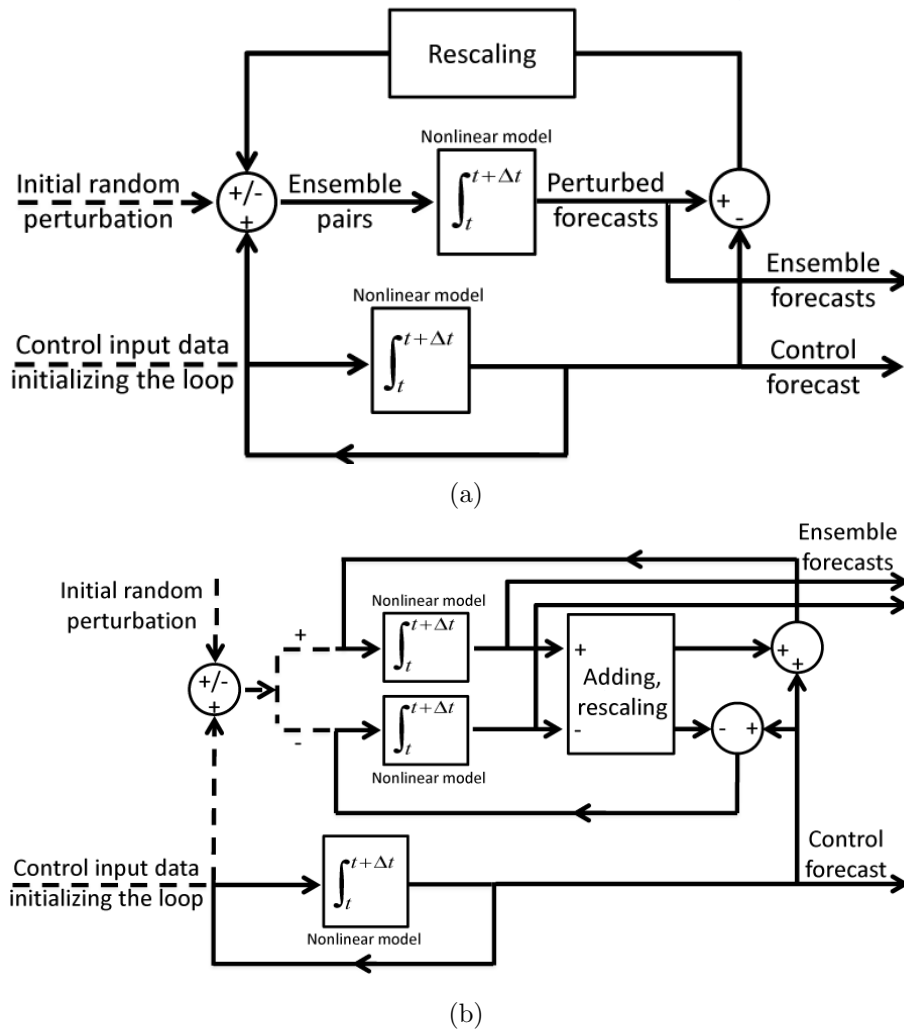 Rescaling
Nonlinear model
Initial random
perturbation
+/-
+
Ensemble
pairs
∫_t^{t+Δt}
Perturbed
forecasts
+
-
Ensemble
forecasts
Nonlinear model
Control input data
initializing the loop
∫_t^{t+Δt}
Control
forecast
(a)
Ensemble
forecasts
Initial random
perturbation
Nonlinear model
+
∫_t^{t+Δt}
+
Adding,
rescaling
-
+
+
+/-
+
-
∫_t^{t+Δt}
Nonlinear model
-
+
Control input data
initializing the loop
∫_t^{t+Δt}
Nonlinear model
Control
forecast
(b)